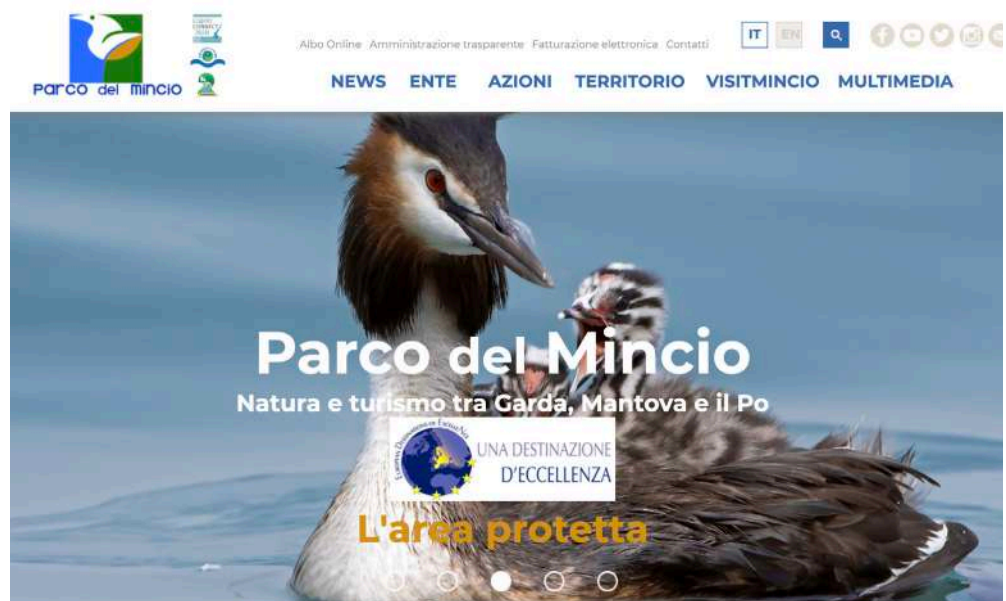 Parco del Mincio
Albo Online Amministrazione trasparente Fatturazione elettronica Contatti
IT EN
NEWS ENTE AZIONI TERRITORIO VISITMINCIO MULTIMEDIA
Parco del Mincio
Natura e turismo tra Garda, Mantova e il Po
UNA DESTINAZIONE
D'ECCELLENZA
L'area protetta